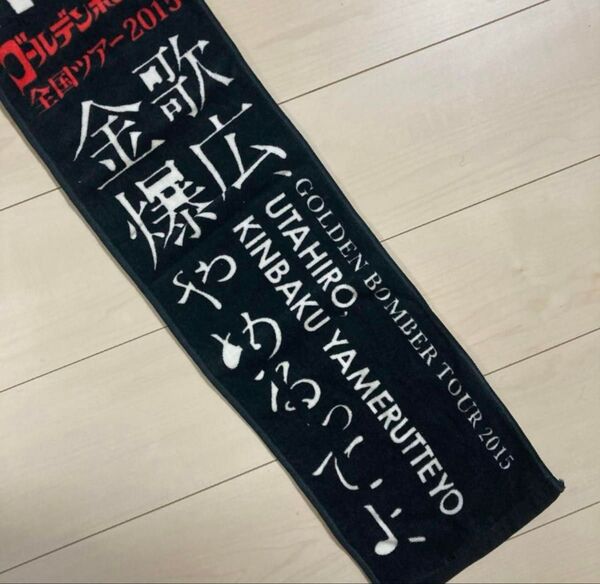 ゴールデンボ
全国ツアー2015
歌広、
金爆やめるってよ
GOLDEN BOMBER TOUR 2015
UTAHIRO,
KINBAKU YAMERUTTEYO